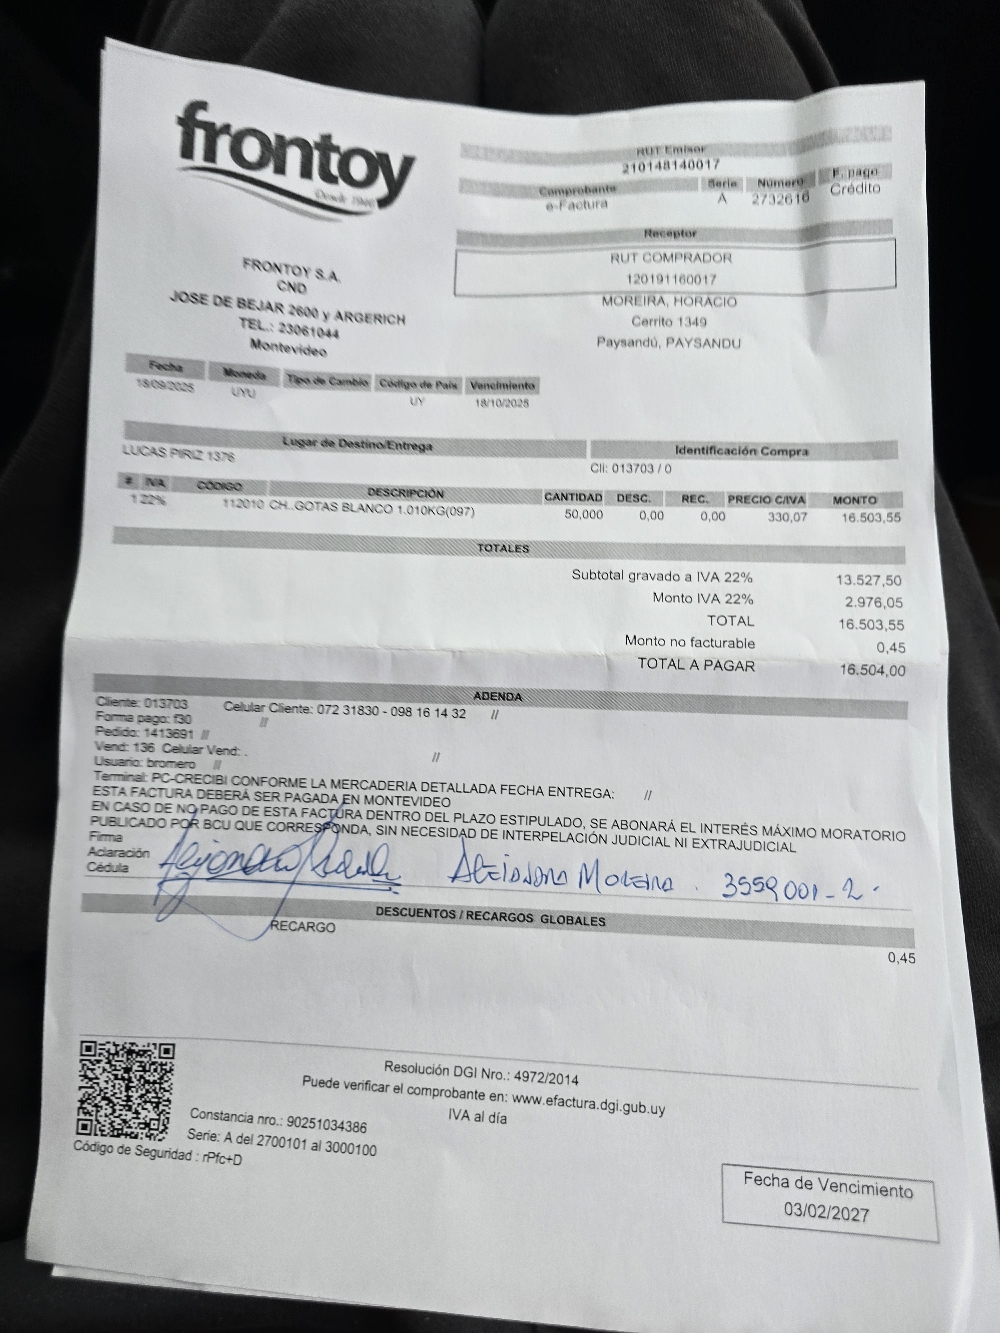 frontoy
Desde
RUT Emisor
210148140017
Comprobante Serie Número F. pago
e-Factura A 2732616 Crédito
Receptor
RUT COMPRADOR
120191160017
MOREIRA, HORACIO
Cerrito 1349
Paysandú, PAYSANDU
FRONTOY S.A.
CND
JOSE DE BEJAR 2600 y ARGERICH
TEL.: 23061044
Montevideo
Fecha Moneda Tipo de Cambio Código de País Vencimiento
18/09/2025 UYU UY 18/10/2025
Lugar de Destino/Entrega Identificación Compra
LUCAS PIRIZ 1376 Cli: 013703 / 0
# IVA CÓDIGO DESCRIPCIÓN CANTIDAD DESC. REC. PRECIO C/IVA MONTO
1 22% 112010 CH..GOTAS BLANCO 1.010KG(097) 50,000 0,00 0,00 330,07 16.503,55
TOTALES
Subtotal gravado a IVA 22% 13.527,50
Monto IVA 22% 2.976,05
TOTAL 16.503,55
Monto no facturable 0,45
TOTAL A PAGAR 16.504,00
ADENDA
Cliente: 013703 Celular Cliente: 072 31830 - 098 16 14 32 //
Forma pago: f30 //
Pedido: 1413691 //
Vend: 136 Celular Vend: . //
Usuario: bromero //
Terminal: PC-CRECIBI CONFORME LA MERCADERIA DETALLADA FECHA ENTREGA: //
ESTA FACTURA DEBERÁ SER PAGADA EN MONTEVIDEO
EN CASO DE NO PAGO DE ESTA FACTURA DENTRO DEL PLAZO ESTIPULADO, SE ABONARÁ EL INTERÉS MÁXIMO MORATORIO
PUBLICADO POR BCU QUE CORRESPONDA, SIN NECESIDAD DE INTERPELACIÓN JUDICIAL NI EXTRAJUDICIAL
Firma
Aclaración Moreira . 3559001-2.
Cédula
DESCUENTOS / RECARGOS GLOBALES
RECARGO 0,45
Resolución DGI Nro.: 4972/2014
Puede verificar el comprobante en: www.efactura.dgi.gub.uy
IVA al día
Constancia nro.: 90251034386
Serie: A del 2700101 al 3000100
Código de Seguridad : rPfc+D
Fecha de Vencimiento
03/02/2027